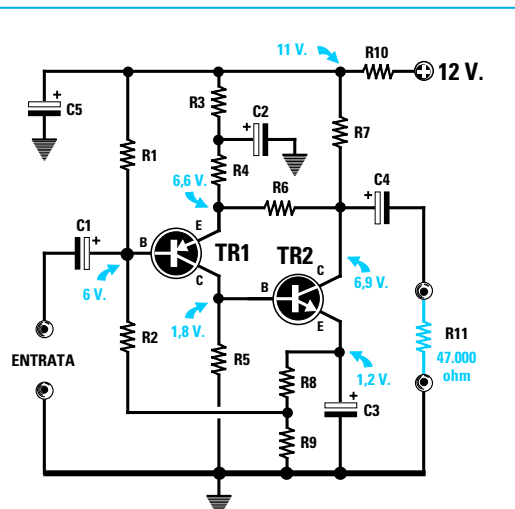 11 V.
R10
12 V.
+
C5
R3
+
C2
R1
R7
R4
6,6 V.
R6
C4
+
C1
+
E
B
TR1
TR2
C
C
6 V.
B
6,9 V.
1,8 V.
E
R2
R5
R11
47.000
ohm
ENTRATA
1,2 V.
R8
+
C3
R9